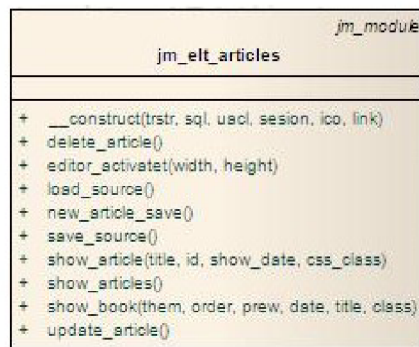 jm_module
jm_elt_articles
+ __construct(trstr, sql, uacl, sesion, ico, link)
+ delete_article()
+ editor_activatet(width, height)
+ load_source()
+ new_article_save()
+ save_source()
+ show_article(title, id, show_date, css_class)
+ show_articles()
+ show_book(them, order, prew, date, title, class)
+ update_article()